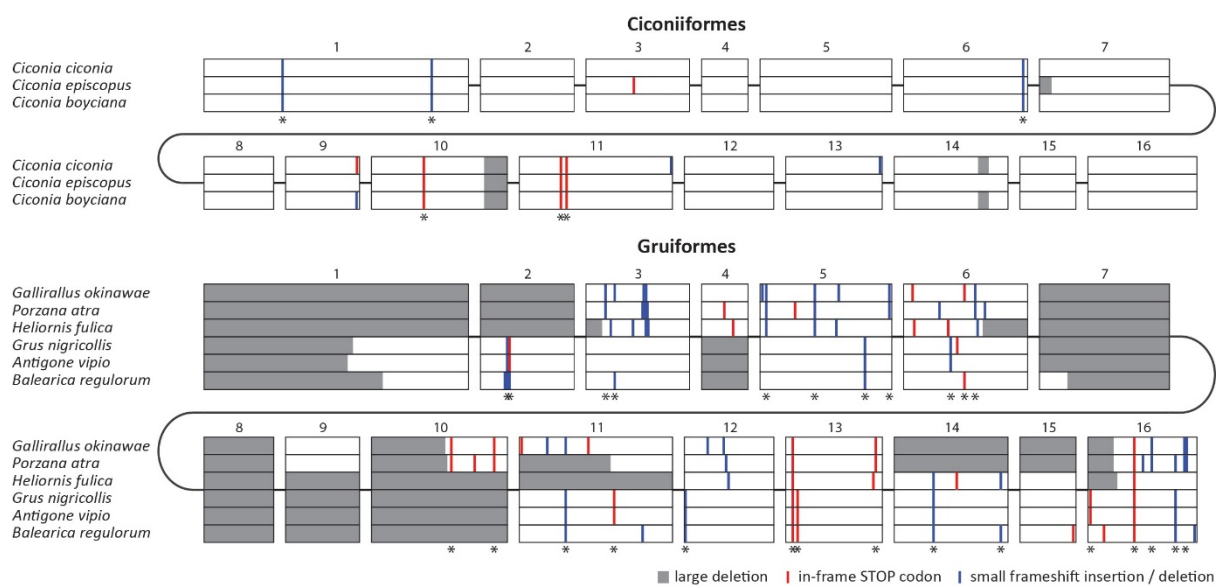 Ciconiiformes
1 2 3 4 5 6 7
Ciconia ciconia
Ciconia episcopus
Ciconia boyciana
* * *
8 9 10 11 12 13 14 15 16
Ciconia ciconia
Ciconia episcopus
Ciconia boyciana
* **
Gruiformes
1 2 3 4 5 6 7
Gallirallus okinawae
Porzana atra
Heliornis fulica
Grus nigricollis
Antigone vipio
Balearica regulorum
** ** * * * * * * *
8 9 10 11 12 13 14 15 16
Gallirallus okinawae
Porzana atra
Heliornis fulica
Grus nigricollis
Antigone vipio
Balearica regulorum
* * * * * ** * * * * * * **
large deletion in-frame STOP codon small frameshift insertion / deletion